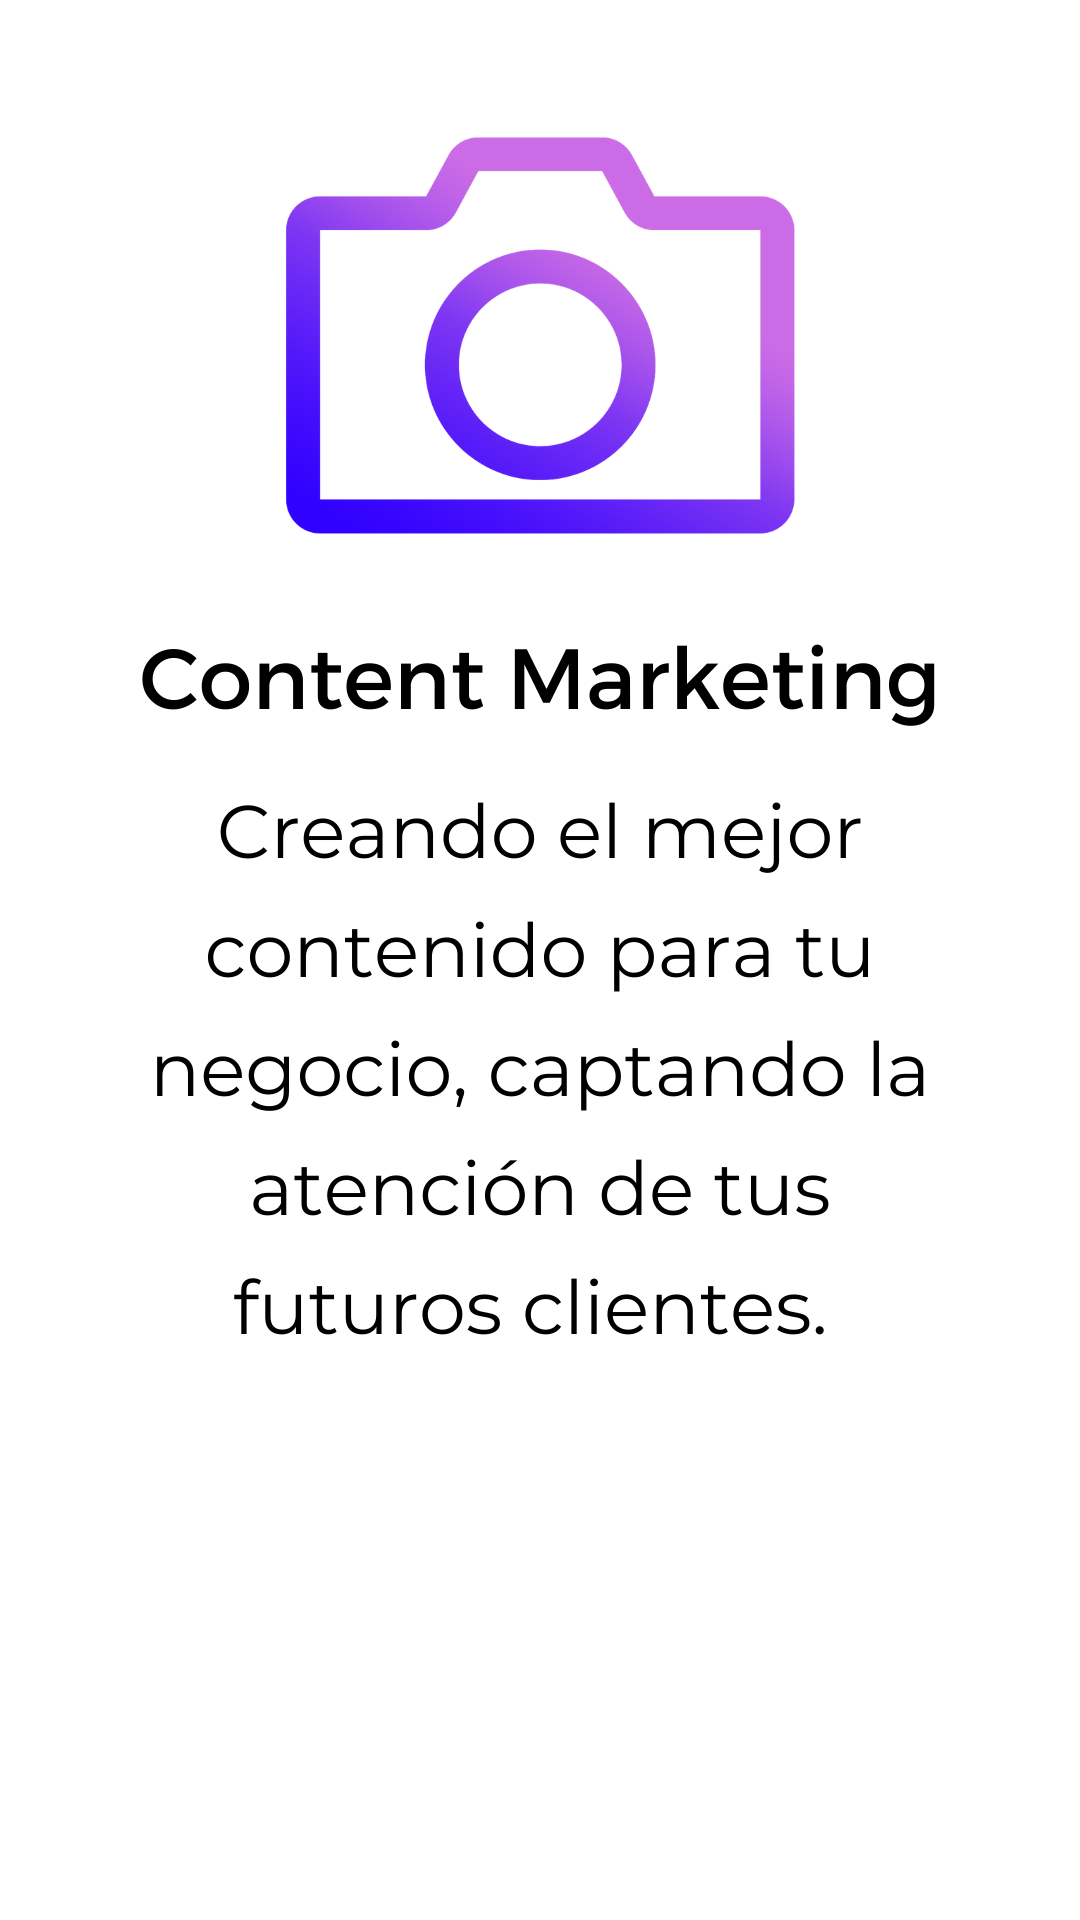 Content Marketing
Creando el mejor
contenido para tu
negocio, captando la
atención de tus
futuros clientes.